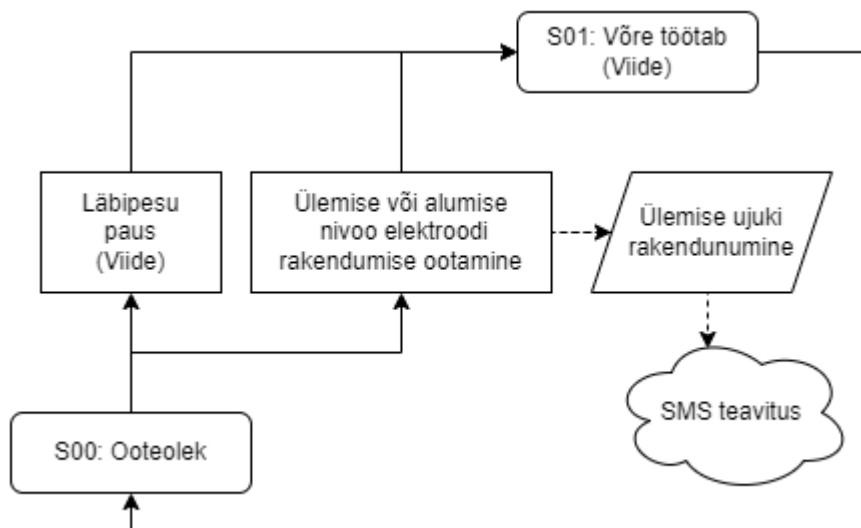 S01: Võre töötab
(Viide)
Läbipesu
paus
(Viide)
Ülemise või alumise
nivoo elektroodi
rakendumise ootamine
Ülemise ujuki
rakendunumine
SMS teavitus
S00: Ooteolek